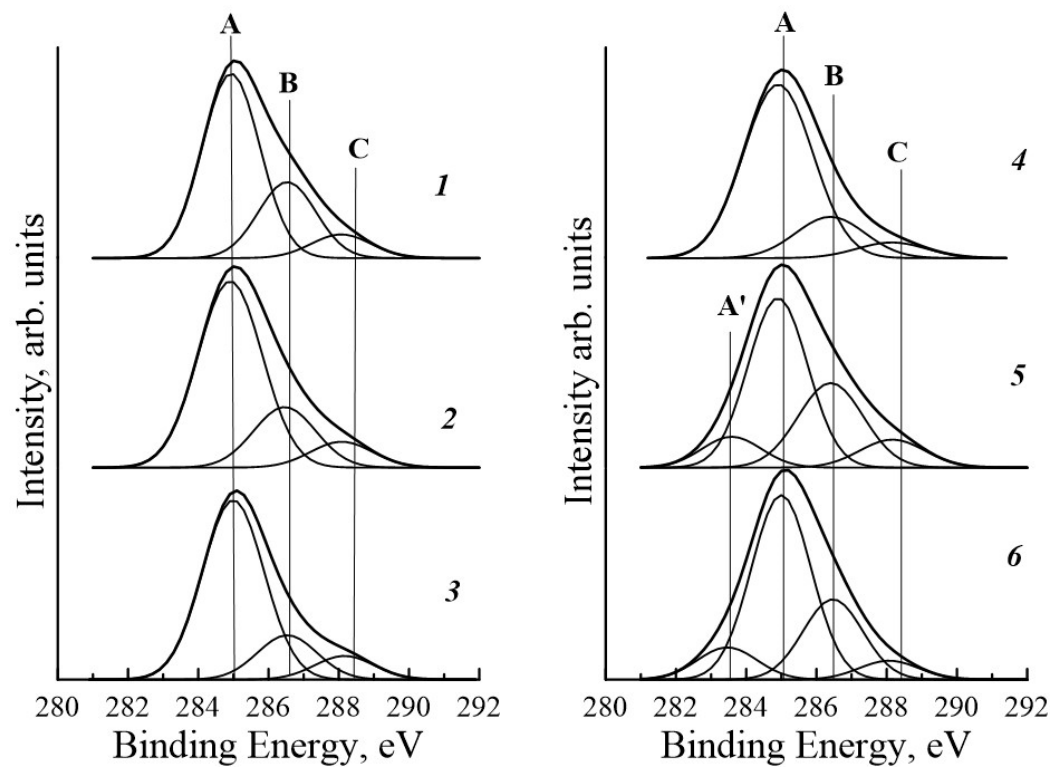 A
B
C
1
2
3
Intensity, arb. units
280 282 284 286 288 290 292
Binding Energy, eV
A
B
C
4
A'
5
6
Intensity arb. units
280 282 284 286 288 290 292
Binding Energy, eV